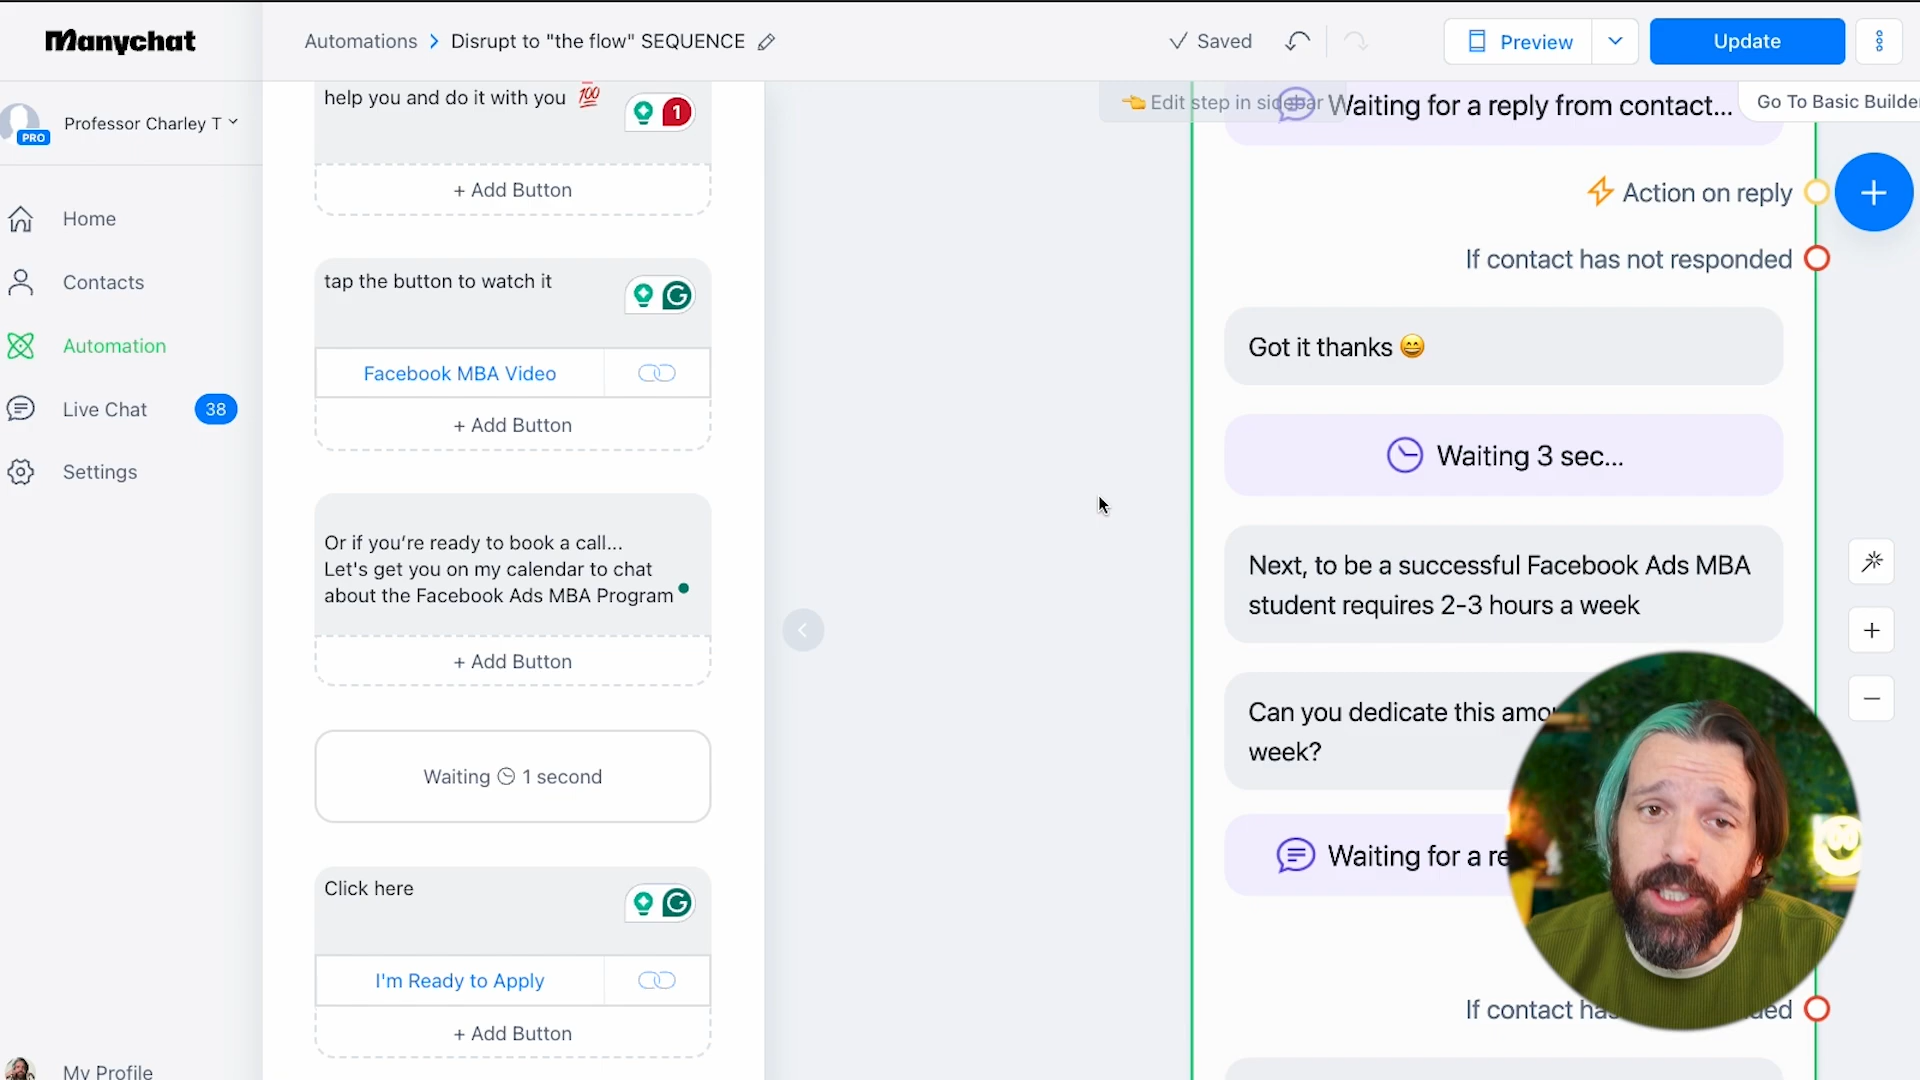 Manychat
Automations > Disrupt to "the flow" SEQUENCE
Saved
Preview
Update
Professor Charley T
PRO
Home
Contacts
Automation
Live Chat
38
Settings
My Profile
help you and do it with you 💯
1
+ Add Button
tap the button to watch it
Facebook MBA Video
+ Add Button
Or if you're ready to book a call...
Let's get you on my calendar to chat
about the Facebook Ads MBA Program
+ Add Button
Waiting 1 second
Click here
I'm Ready to Apply
+ Add Button
👈 Edit step in sidebar
Waiting for a reply from contact...
Go To Basic Builder
Action on reply
If contact has not responded
Got it thanks 😄
Waiting 3 sec...
Next, to be a successful Facebook Ads MBA
student requires 2-3 hours a week
Can you dedicate this
week?
Waiting for a
If contact